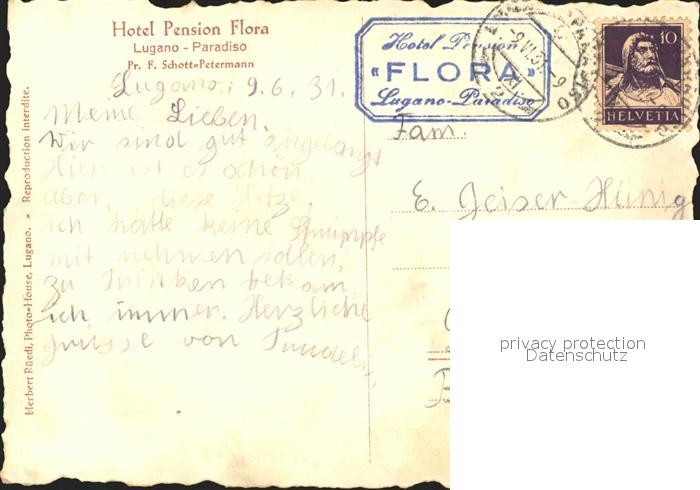 Hotel Pension Flora
Lugano - Paradiso
Pr. F. Schott-Petermann
Lugano, 9.6.31.
Meine Lieben,
Wir sind gut angelangt
Hier ist es schön
aber, diese Hitze,
ich hätte keine Strümpfe
mit nehmen sollen,
zu Trinken bekam
ich immer. Herzliche
Grüsse von
Herbert Rüedi, Photo-House, Lugano. - Reproduction interdite.
Hotel Pension
«FLORA»
Lugano-Paradiso
10
HELVETIA
Fam.
E. Jeiser-Hünig
privacy protection
Datenschutz